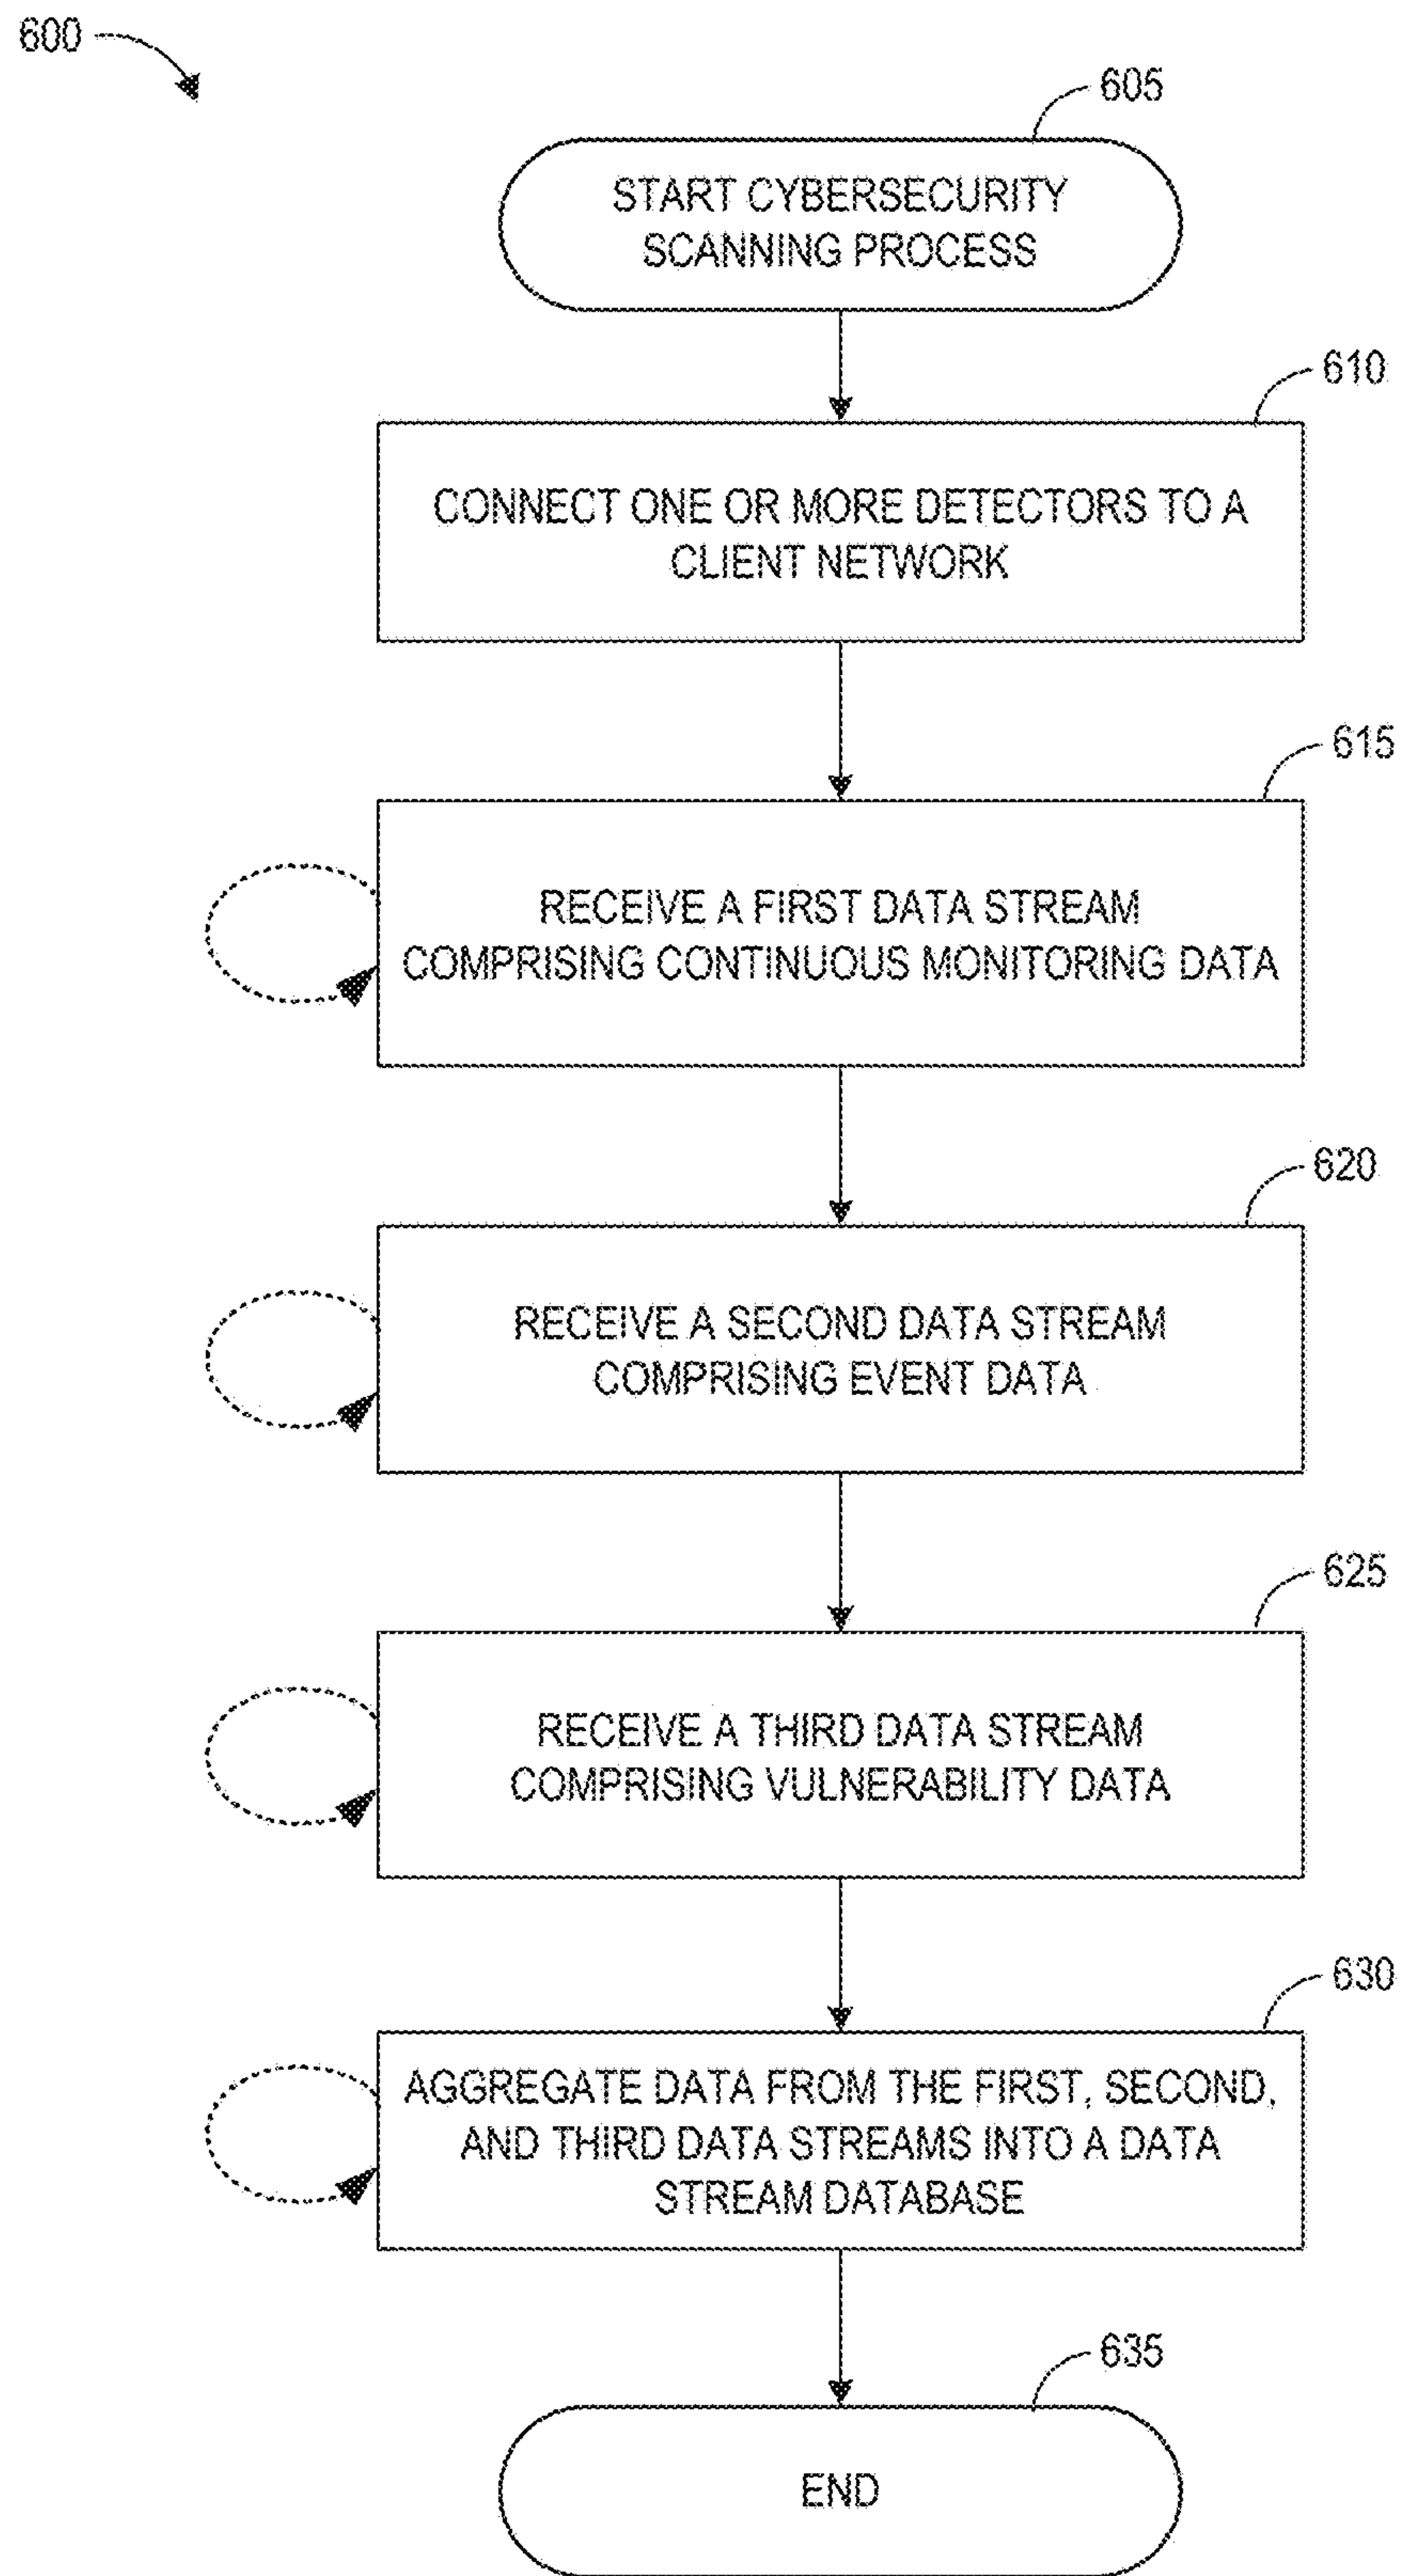 600
605
START CYBERSECURITY
SCANNING PROCESS
610
CONNECT ONE OR MORE DETECTORS TO A
CLIENT NETWORK
615
RECEIVE A FIRST DATA STREAM
COMPRISING CONTINUOUS MONITORING DATA
620
RECEIVE A SECOND DATA STREAM
COMPRISING EVENT DATA
625
RECEIVE A THIRD DATA STREAM
COMPRISING VULNERABILITY DATA
630
AGGREGATE DATA FROM THE FIRST, SECOND,
AND THIRD DATA STREAMS INTO A DATA
STREAM DATABASE
635
END